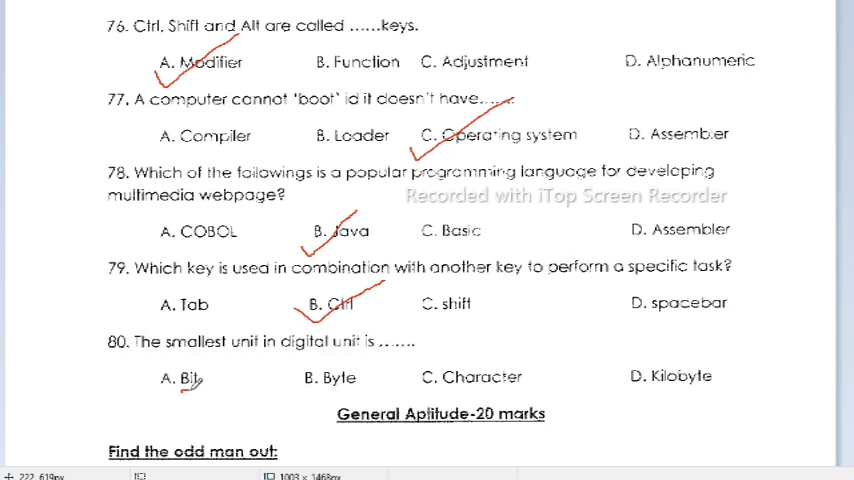 76. Ctrl, Shift and Alt are called ......keys.
A. Modifier B. Function C. Adjustment D. Alphanumeric
77. A computer cannot 'boot' id it doesn't have.......
A. Compiler B. Loader C. Operating system D. Assembler
78. Which of the followings is a popular programming language for developing
multimedia webpage?
Recorded with iTop Screen Recorder
A. COBOL B. Java C. Basic D. Assembler
79. Which key is used in combination with another key to perform a specific task?
A. Tab B. Ctrl C. shift D. spacebar
80. The smallest unit in digital unit is .......
A. Bit B. Byte C. Character D. Kilobyte
General Aptitude-20 marks
Find the odd man out:
222, 619px 1003 × 1468px